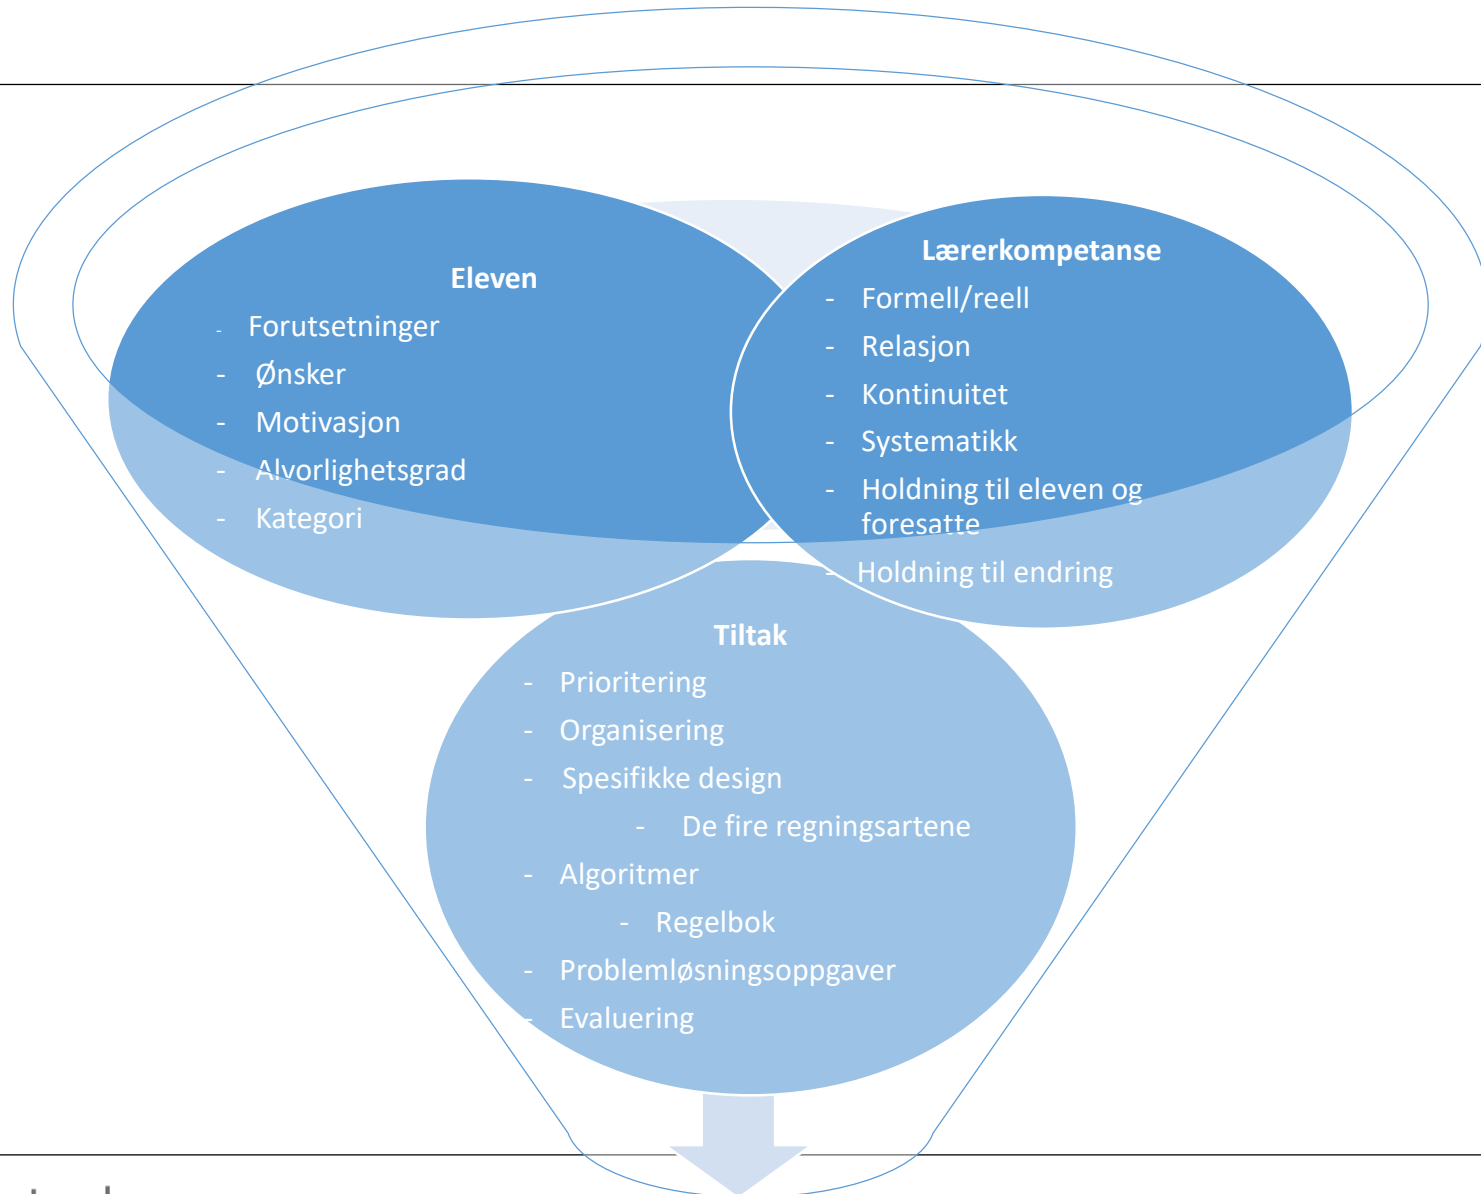 Eleven
- Forutsetninger
- Ønsker
- Motivasjon
- Alvorlighetsgrad
- Kategori
Lærerkompetanse
- Formell/reell
- Relasjon
- Kontinuitet
- Systematikk
- Holdning til eleven og
foresatte
- Holdning til endring
Tiltak
- Prioritering
- Organisering
- Spesifikke design
- De fire regningsartene
- Algoritmer
- Regelbok
- Problemløsningsoppgaver
- Evaluering